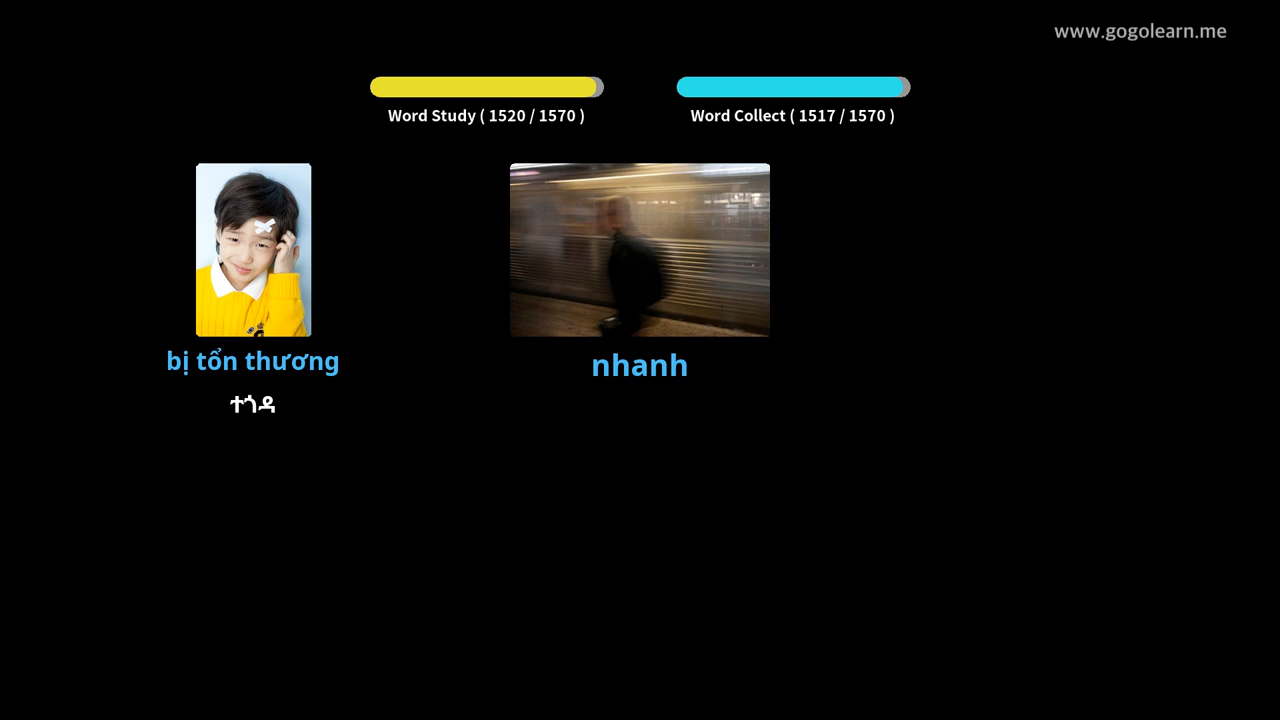 www.gogolearn.me
Word Study ( 1520 / 1570 )
Word Collect ( 1517 / 1570 )
bị tổn thương
nhanh
ተጎዳ